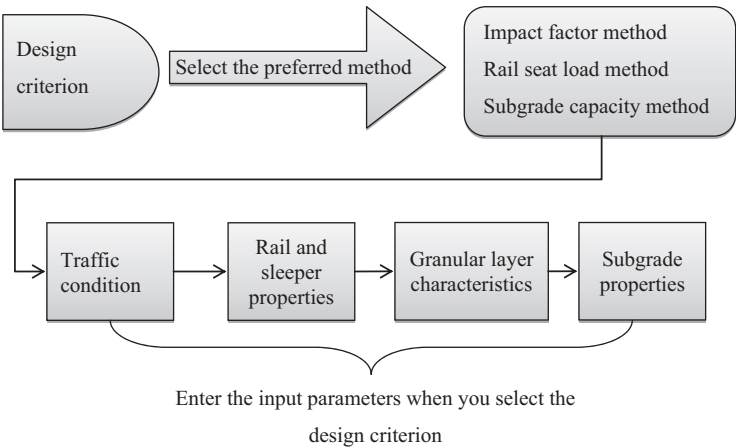 Design
criterion
Select the preferred method
Impact factor method
Rail seat load method
Subgrade capacity method
Traffic
condition
Rail and
sleeper
properties
Granular layer
characteristics
Subgrade
properties
Enter the input parameters when you select the
design criterion